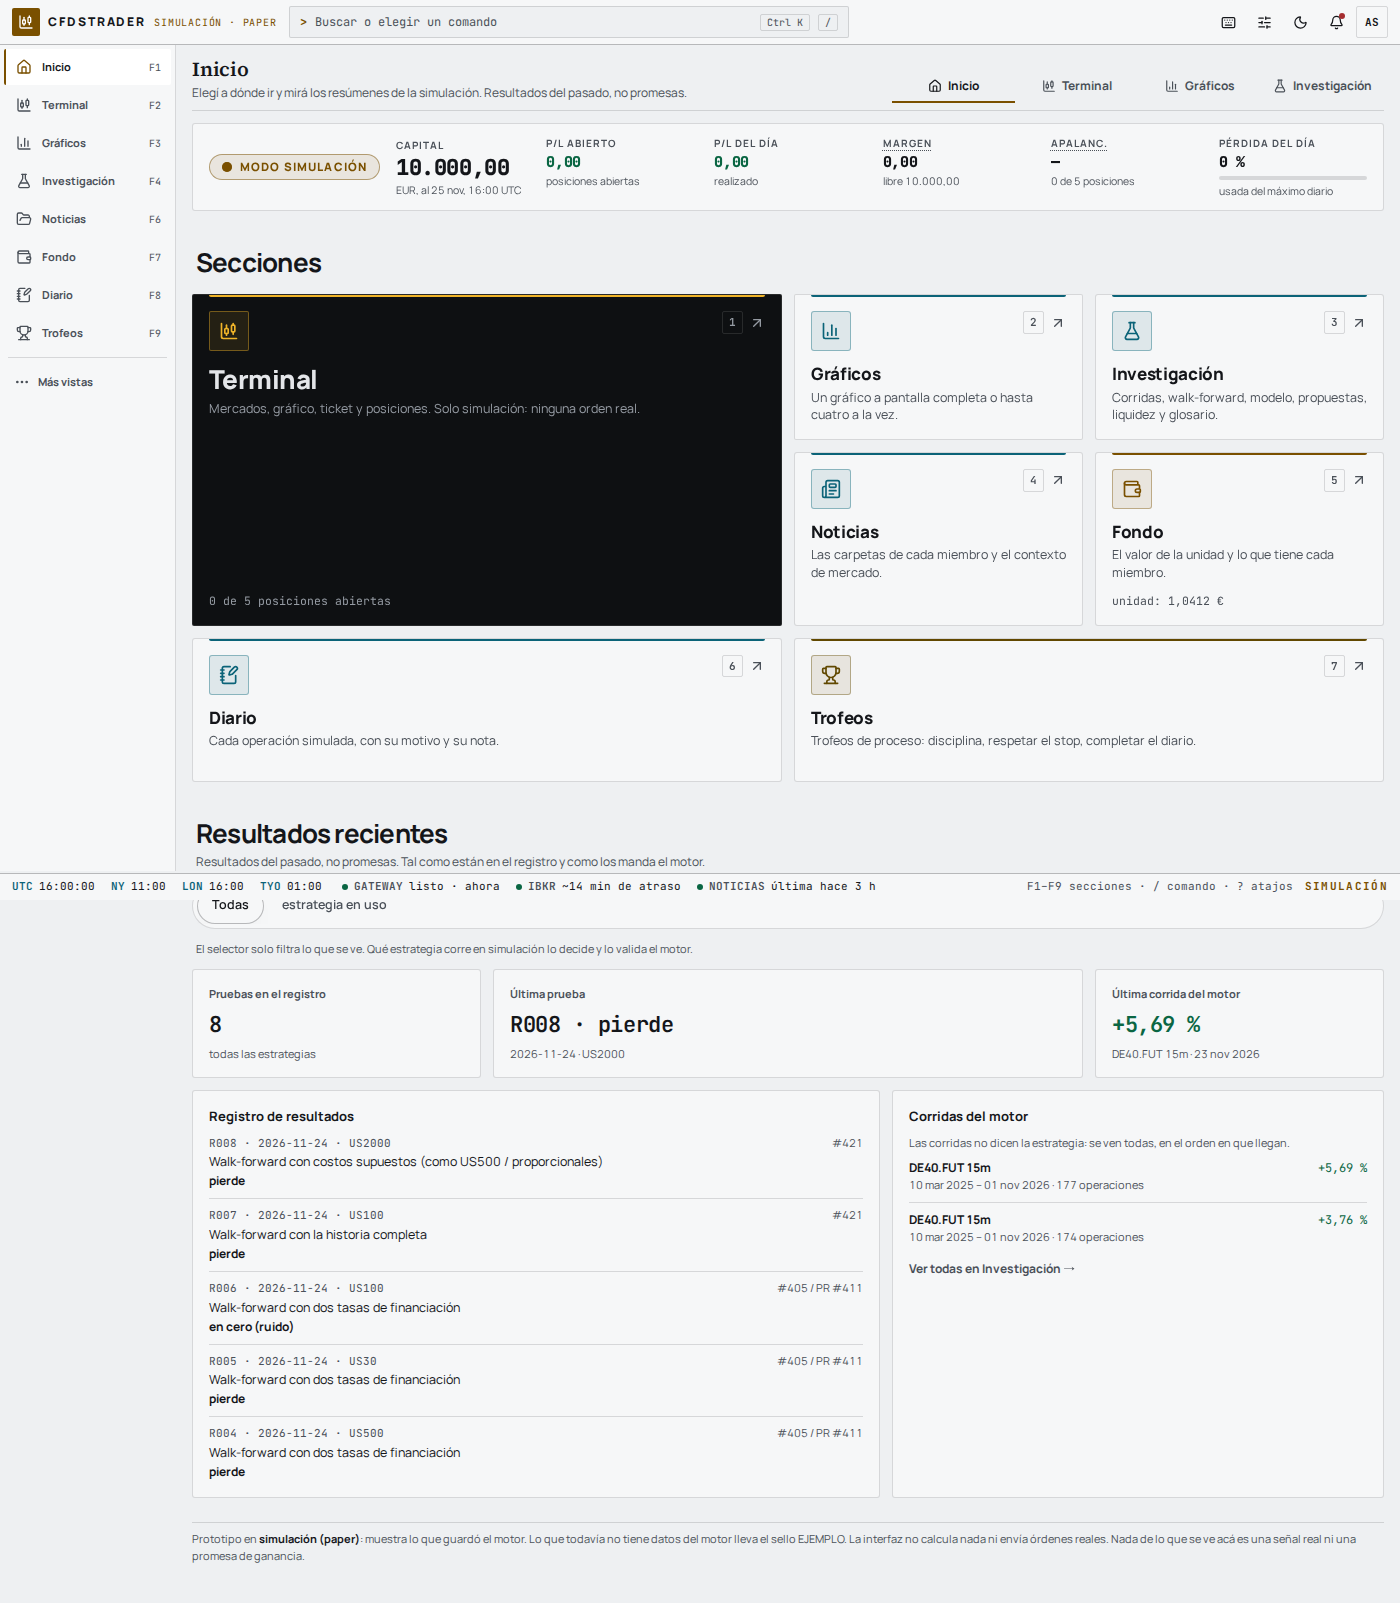 CFDSTRADER SIMULACIÓN · PAPER
> Buscar o elegir un comando
Ctrl K /
AS
Inicio F1
Terminal F2
Gráficos F3
Investigación F4
Noticias F6
Fondo F7
Diario F8
Trofeos F9
Más vistas
Inicio
Elegí a dónde ir y mirá los resúmenes de la simulación. Resultados del pasado, no promesas.
Inicio Terminal Gráficos Investigación
MODO SIMULACIÓN
CAPITAL
10.000,00
EUR, al 25 nov, 16:00 UTC
P/L ABIERTO
0,00
posiciones abiertas
P/L DEL DÍA
0,00
realizado
MARGEN
0,00
libre 10.000,00
APALANC.
—
0 de 5 posiciones
PÉRDIDA DEL DÍA
0 %
usada del máximo diario
Secciones
1
Terminal
Mercados, gráfico, ticket y posiciones. Solo simulación: ninguna orden real.
0 de 5 posiciones abiertas
2
Gráficos
Un gráfico a pantalla completa o hasta
cuatro a la vez.
3
Investigación
Corridas, walk-forward, modelo, propuestas,
liquidez y glosario.
4
Noticias
Las carpetas de cada miembro y el contexto
de mercado.
5
Fondo
El valor de la unidad y lo que tiene cada
miembro.
unidad: 1,0412 €
6
Diario
Cada operación simulada, con su motivo y su nota.
7
Trofeos
Trofeos de proceso: disciplina, respetar el stop, completar el diario.
Resultados recientes
Resultados del pasado, no promesas. Tal como están en el registro y como los manda el motor.
UTC 16:00:00 NY 11:00 LON 16:00 TYO 01:00 GATEWAY listo · ahora IBKR ~14 min de atraso NOTICIAS última hace 3 h
F1–F9 secciones · / comando · ? atajos SIMULACIÓN
Todas estrategia en uso
El selector solo filtra lo que se ve. Qué estrategia corre en simulación lo decide y lo valida el motor.
Pruebas en el registro
8
todas las estrategias
Última prueba
R008 · pierde
2026-11-24 · US2000
Última corrida del motor
+5,69 %
DE40.FUT 15m · 23 nov 2026
Registro de resultados
R008 · 2026-11-24 · US2000 #421
Walk-forward con costos supuestos (como US500 / proporcionales)
pierde
R007 · 2026-11-24 · US100 #421
Walk-forward con la historia completa
pierde
R006 · 2026-11-24 · US100 #405 / PR #411
Walk-forward con dos tasas de financiación
en cero (ruido)
R005 · 2026-11-24 · US30 #405 / PR #411
Walk-forward con dos tasas de financiación
pierde
R004 · 2026-11-24 · US500 #405 / PR #411
Walk-forward con dos tasas de financiación
pierde
Corridas del motor
Las corridas no dicen la estrategia: se ven todas, en el orden en que llegan.
DE40.FUT 15m +5,69 %
10 mar 2025 – 01 nov 2026 · 177 operaciones
DE40.FUT 15m +3,76 %
10 mar 2025 – 01 nov 2026 · 174 operaciones
Ver todas en Investigación →
Prototipo en simulación (paper): muestra lo que guardó el motor. Lo que todavía no tiene datos del motor lleva el sello EJEMPLO. La interfaz no calcula nada ni envía órdenes reales. Nada de lo que se ve acá es una señal real ni una
promesa de ganancia.